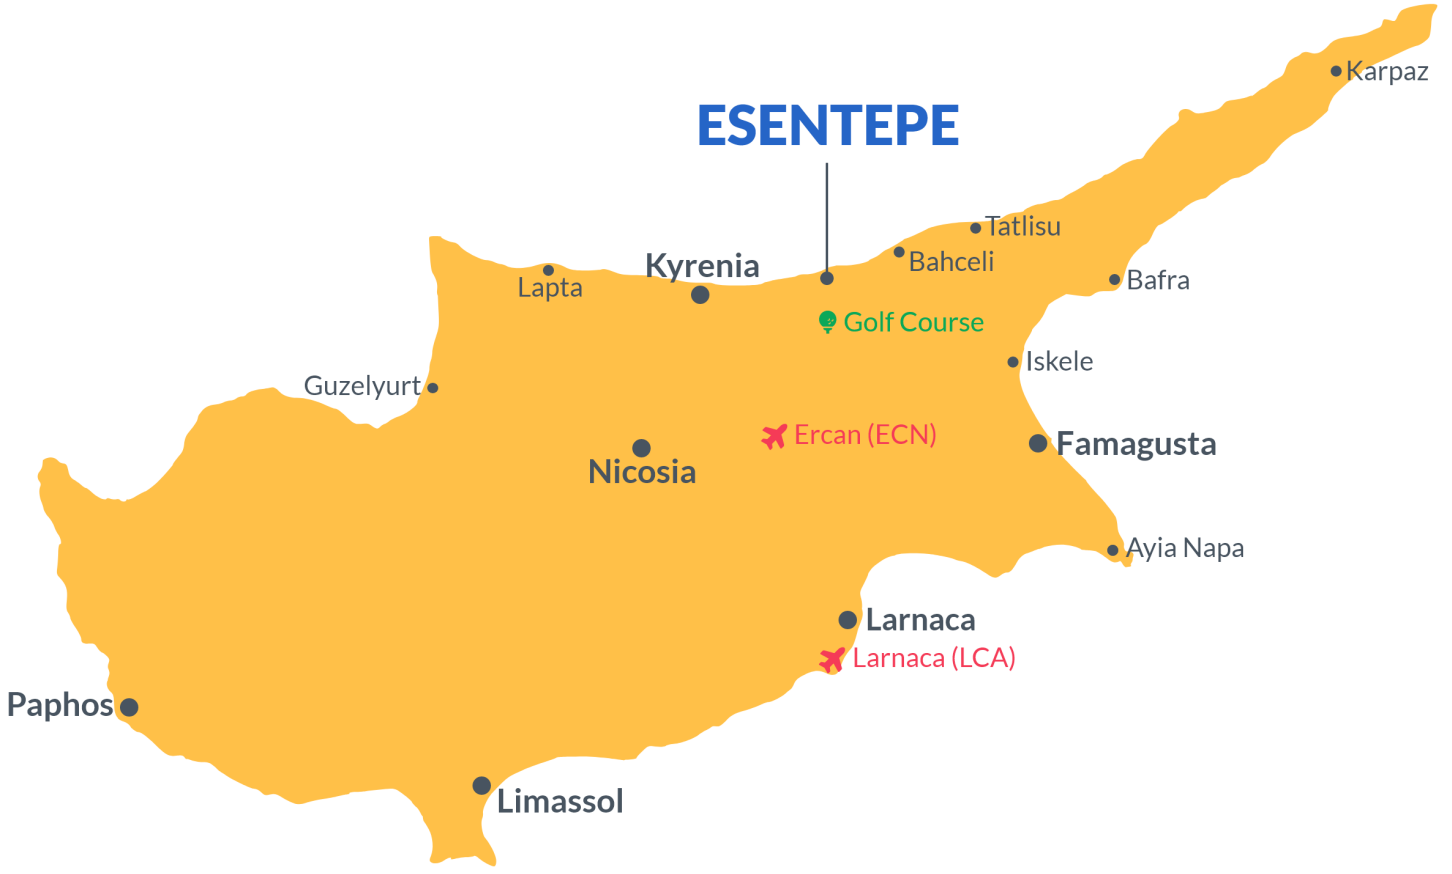 Karpaz
ESENTEPE
Tatlisu
Bahceli
Kyrenia
Bafra
Lapta
Golf Course
Iskele
Guzelyurt
Ercan (ECN)
Famagusta
Nicosia
Ayia Napa
Larnaca
Larnaca (LCA)
Paphos
Limassol